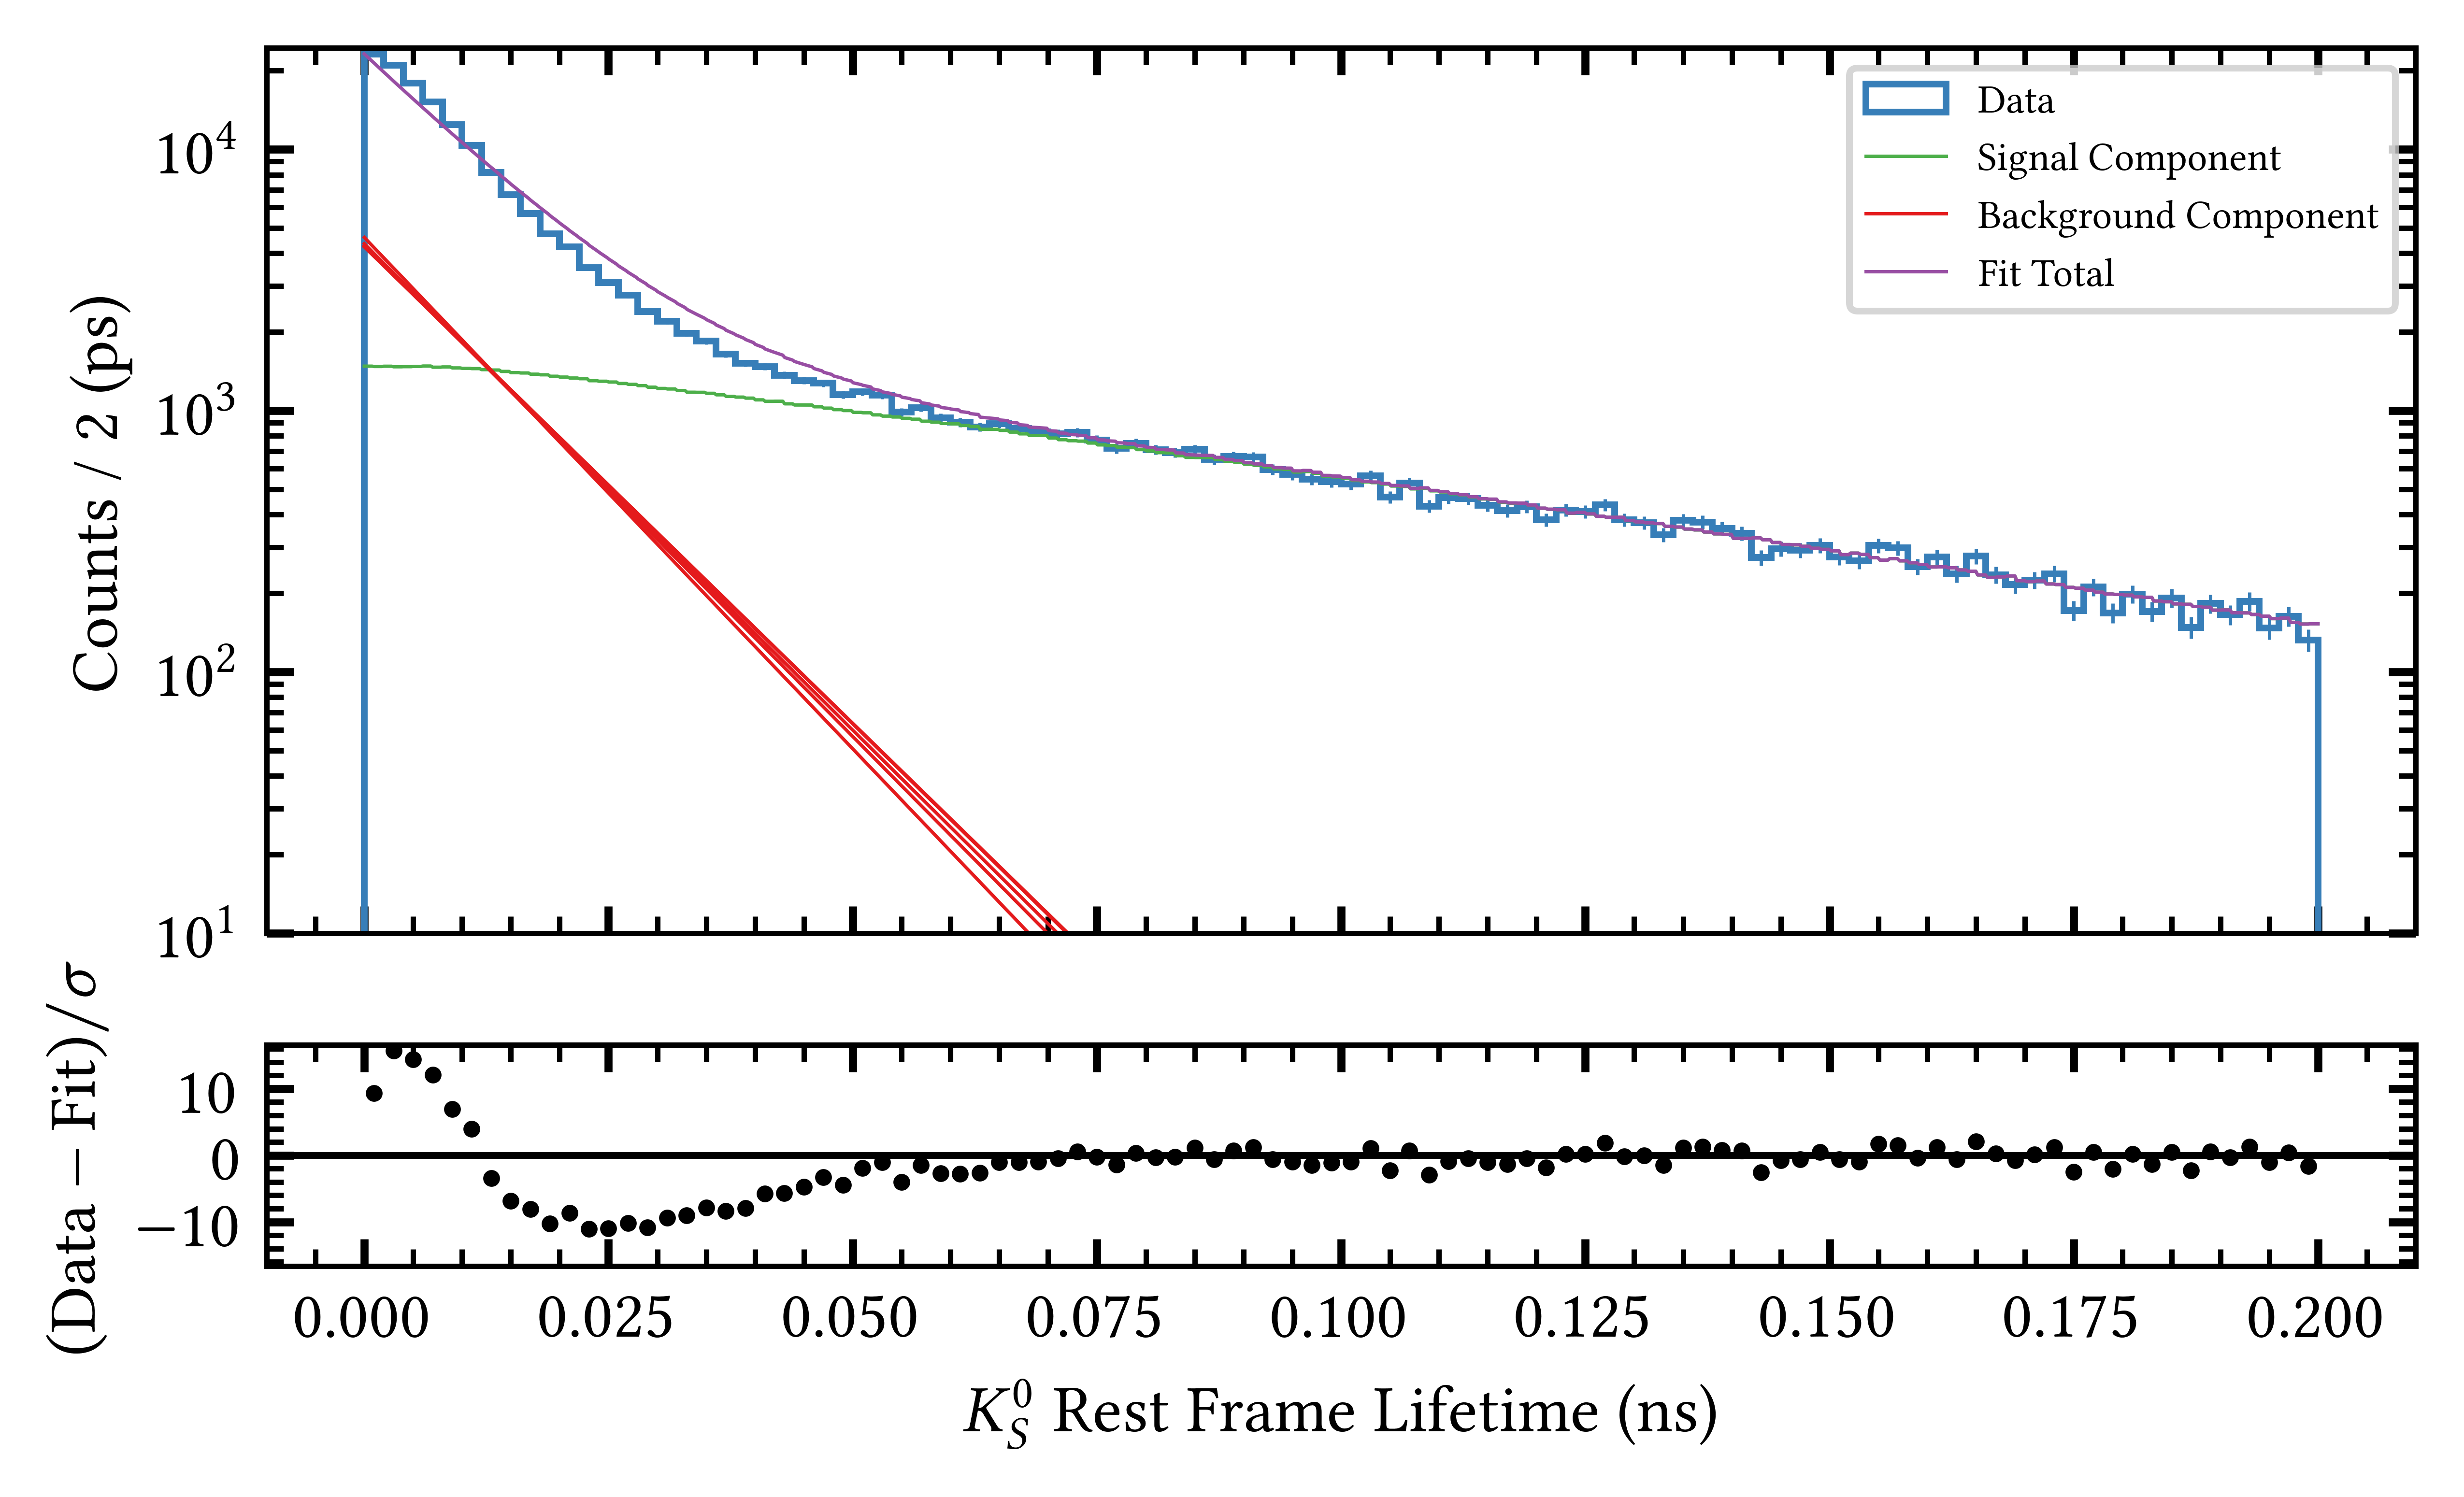 Counts / 2 (ps)
10^4
10^3
10^2
10^1
Data
Signal Component
Background Component
Fit Total
(Data − Fit)/σ
10
0
−10
0.000 0.025 0.050 0.075 0.100 0.125 0.150 0.175 0.200
K_S^0 Rest Frame Lifetime (ns)